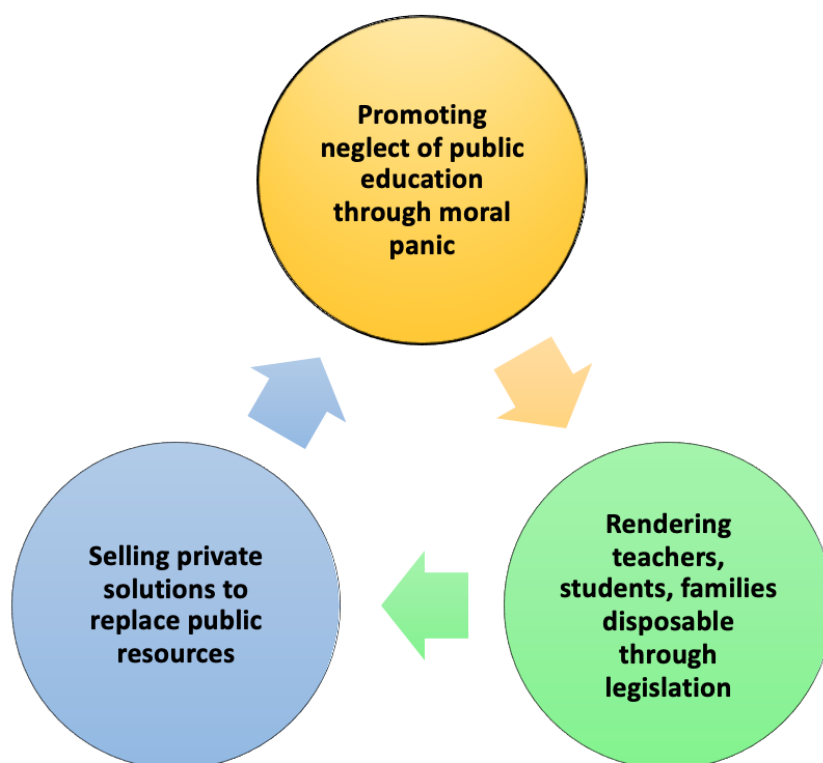 Promoting
neglect of public
education
through moral
panic
Rendering
teachers,
students, families
disposable
through
legislation
Selling private
solutions to
replace public
resources